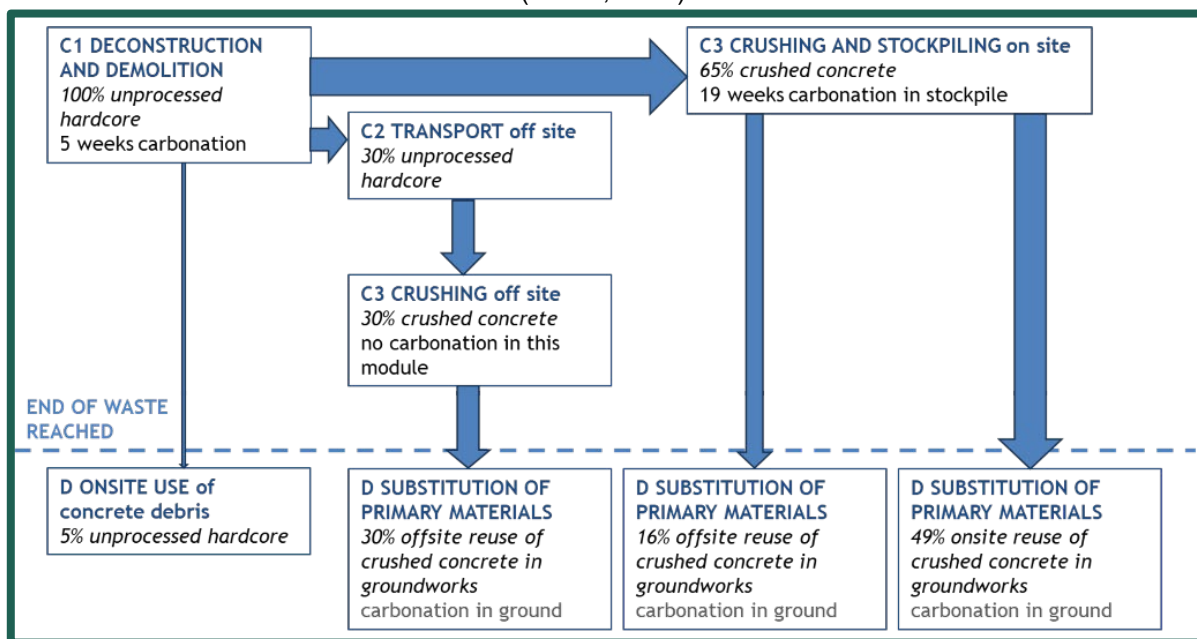 C1 DECONSTRUCTION
AND DEMOLITION
100% unprocessed
hardcore
5 weeks carbonation
C3 CRUSHING AND STOCKPILING on site
65% crushed concrete
19 weeks carbonation in stockpile
C2 TRANSPORT off site
30% unprocessed
hardcore
C3 CRUSHING off site
30% crushed concrete
no carbonation in this
module
END OF WASTE
REACHED
D ONSITE USE of
concrete debris
5% unprocessed hardcore
D SUBSTITUTION OF
PRIMARY MATERIALS
30% offsite reuse of
crushed concrete in
groundworks
carbonation in ground
D SUBSTITUTION OF
PRIMARY MATERIALS
16% offsite reuse of
crushed concrete in
groundworks
carbonation in ground
D SUBSTITUTION OF
PRIMARY MATERIALS
49% onsite reuse of
crushed concrete in
groundworks
carbonation in ground